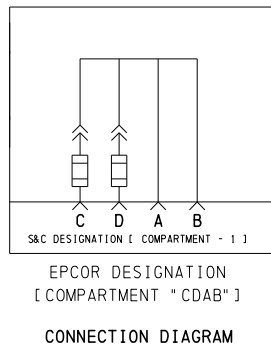 C D A B
S&C DESIGNATION [ COMPARTMENT - 1 ]
EPCOR DESIGNATION
[ COMPARTMENT "CDAB" ]
CONNECTION DIAGRAM